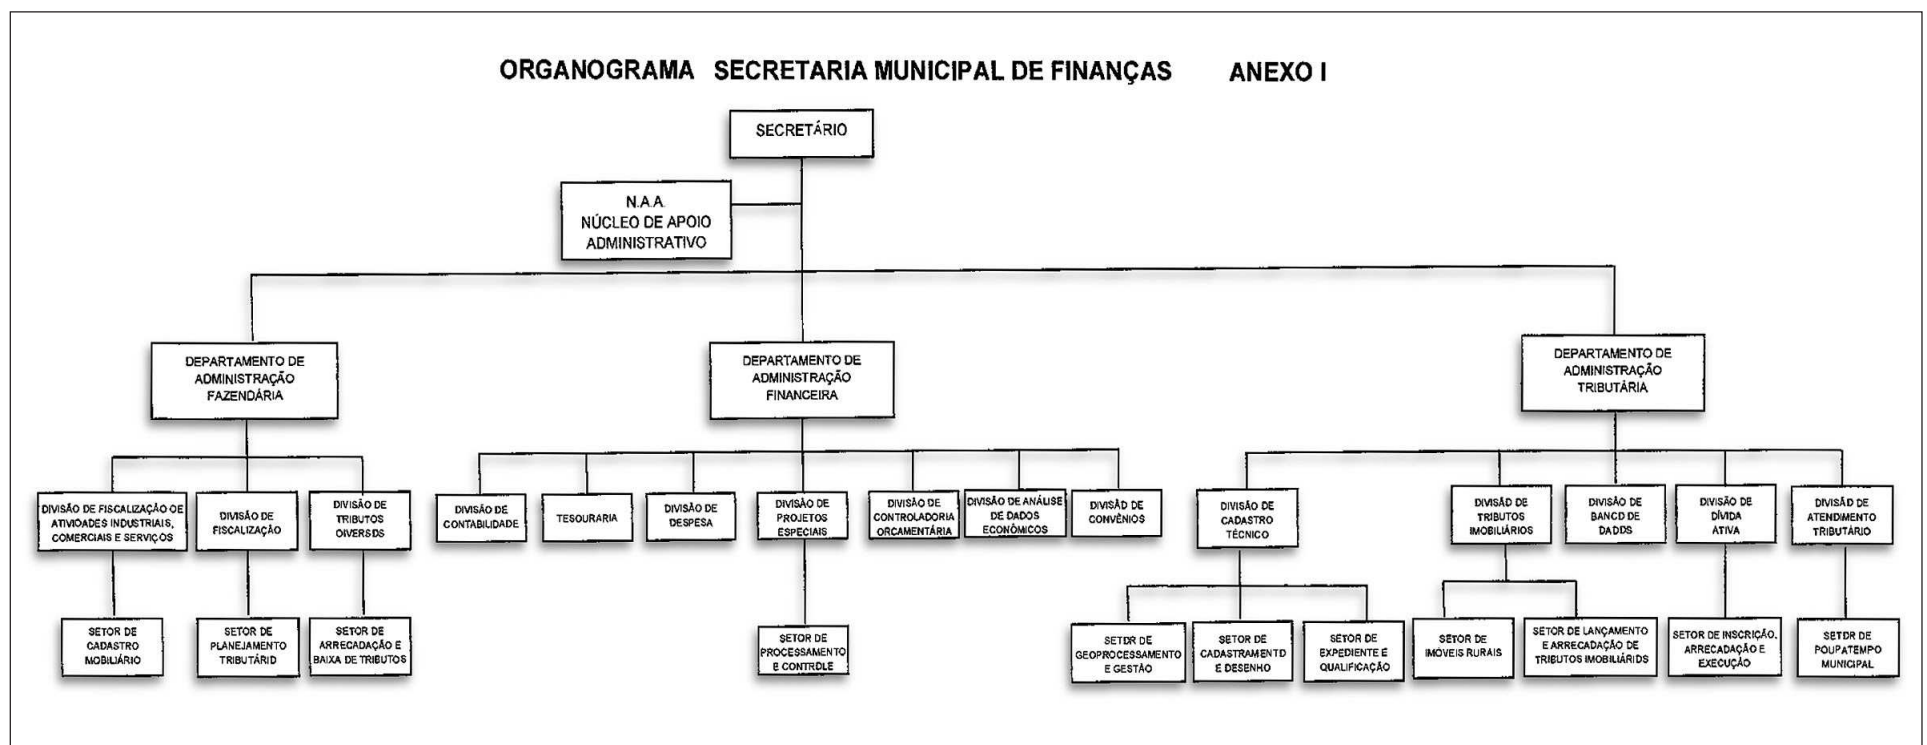 ORGANOGRAMA SECRETARIA MUNICIPAL DE FINANÇAS ANEXO I
SECRETÁRIO
N.A.A.
NÚCLEO DE APOIO
ADMINISTRATIVO
DEPARTAMENTO DE
ADMINISTRAÇÃO
FAZENDÁRIA
DEPARTAMENTO DE
ADMINISTRAÇÃO
FINANCEIRA
DEPARTAMENTO DE
ADMINISTRAÇÃO
TRIBUTÁRIA
DIVISÃO DE FISCALIZAÇÃO DE
ATIVIDADES INDUSTRIAIS,
COMERCIAIS E SERVIÇOS
DIVISÃO DE
FISCALIZAÇÃO
DIVISÃO DE
TRIBUTOS
DIVERSOS
DIVISÃO DE
CONTABILIDADE
TESOURARIA
DIVISÃO DE
DESPESA
DIVISÃO DE
PROJETOS
ESPECIAIS
DIVISÃO DE
CONTROLADORIA
ORÇAMENTÁRIA
DIVISÃO DE ANÁLISE
DE DADOS
ECONÔMICOS
DIVISÃO DE
CONVÊNIOS
DIVISÃO DE
CADASTRO
TÉCNICO
DIVISÃO DE
TRIBUTOS
IMOBILIÁRIOS
DIVISÃO DE
BANCO DE
DADOS
DIVISÃO DE
DÍVIDA
ATIVA
DIVISÃO DE
ATENDIMENTO
TRIBUTÁRIO
SETOR DE
CADASTRO
MOBILIÁRIO
SETOR DE
PLANEJAMENTO
TRIBUTÁRIO
SETOR DE
ARRECADAÇÃO E
BAIXA DE TRIBUTOS
SETOR DE
PROCESSAMENTO
E CONTROLE
SETOR DE
GEOPROCESSAMENTO
E GESTÃO
SETOR DE
CADASTRAMENTO
E DESENHO
SETOR DE
EXPEDIENTE E
QUALIFICAÇÃO
SETOR DE
IMÓVEIS RURAIS
SETOR DE LANÇAMENTO
E ARRECADAÇÃO DE
TRIBUTOS IMOBILIÁRIOS
SETOR DE INSCRIÇÃO,
ARRECADAÇÃO E
EXECUÇÃO
SETOR DE
POUPATEMPO
MUNICIPAL